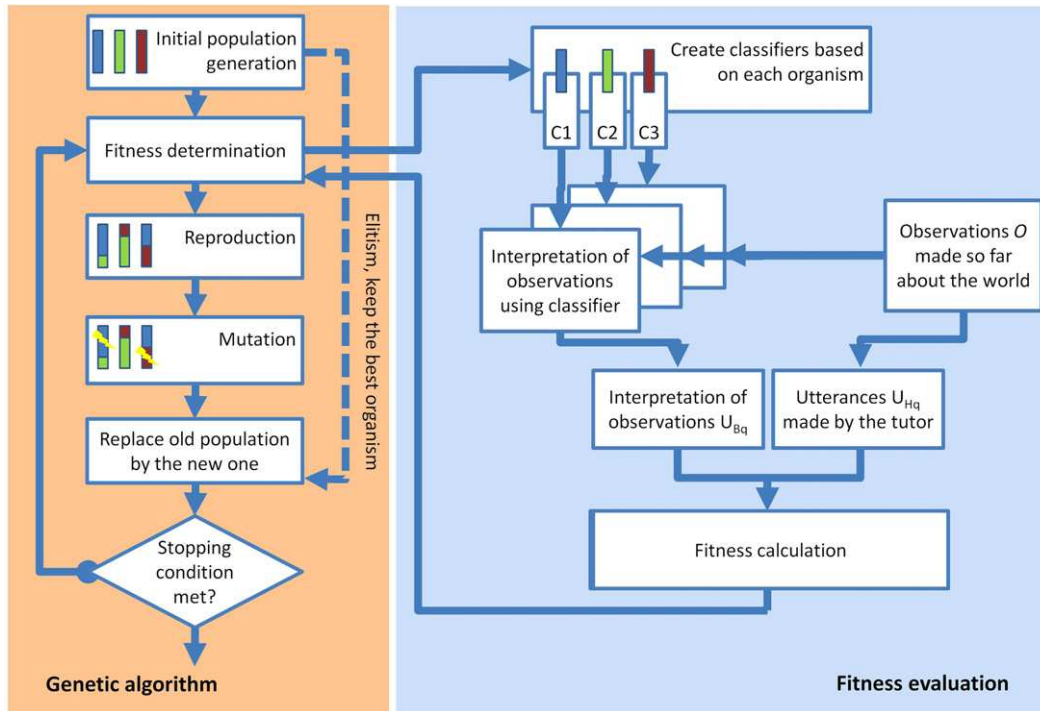 Initial population
generation
Fitness determination
Reproduction
Mutation
Replace old population
by the new one
Stopping
condition
met?
Elitism, keep the best organism
Genetic algorithm
Create classifiers based
on each organism
C1
C2
C3
Interpretation of
observations
using classifier
Observations O
made so far
about the world
Interpretation of
observations U_Bq
Utterances U_Hq
made by the tutor
Fitness calculation
Fitness evaluation